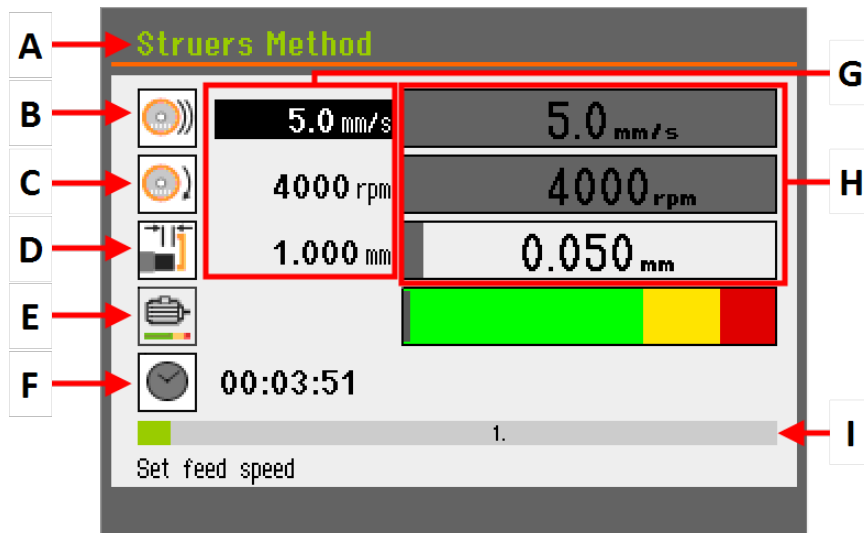 A
Struers Method
G
B
5.0 mm/s
5.0 mm/s
C
4000 rpm
4000 rpm
H
D
1.000 mm
0.050 mm
E
F
00:03:51
1.
I
Set feed speed